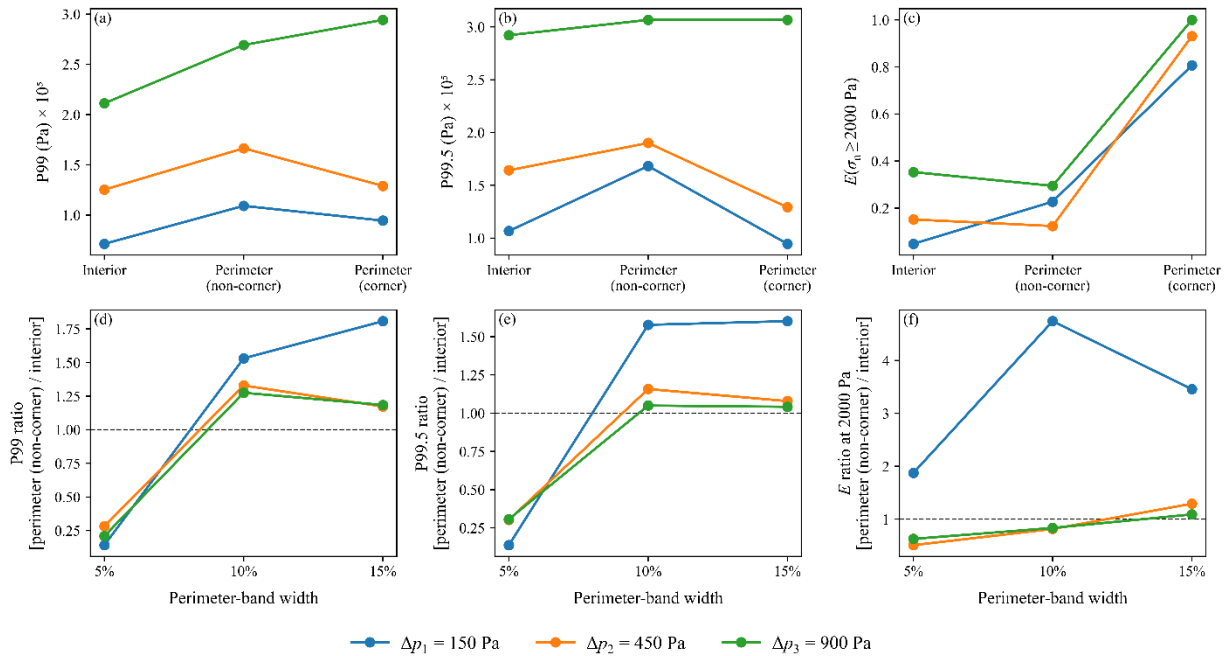 (a)
P99 (Pa) × 10⁵
3.0
2.5
2.0
1.5
1.0
Interior
Perimeter
(non-corner)
Perimeter
(corner)
(b)
P99.5 (Pa) × 10⁵
3.0
2.5
2.0
1.5
1.0
Interior
Perimeter
(non-corner)
Perimeter
(corner)
(c)
E(σₙ ≥ 2000 Pa)
1.0
0.8
0.6
0.4
0.2
Interior
Perimeter
(non-corner)
Perimeter
(corner)
(d)
P99 ratio
[perimeter (non-corner) / interior]
1.75
1.50
1.25
1.00
0.75
0.50
0.25
5%
10%
15%
Perimeter-band width
(e)
P99.5 ratio
[perimeter (non-corner) / interior]
1.50
1.25
1.00
0.75
0.50
0.25
5%
10%
15%
Perimeter-band width
(f)
E ratio at 2000 Pa
[perimeter (non-corner) / interior]
4
3
2
1
5%
10%
15%
Perimeter-band width
Δp₁ = 150 Pa
Δp₂ = 450 Pa
Δp₃ = 900 Pa